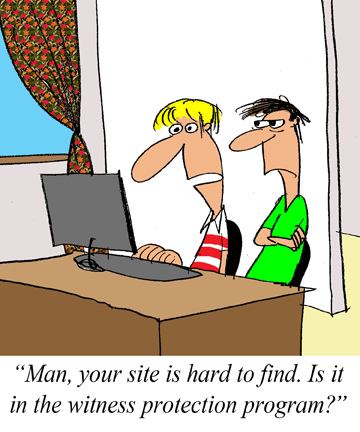 “Man, your site is hard to find. Is it
in the witness protection program?”